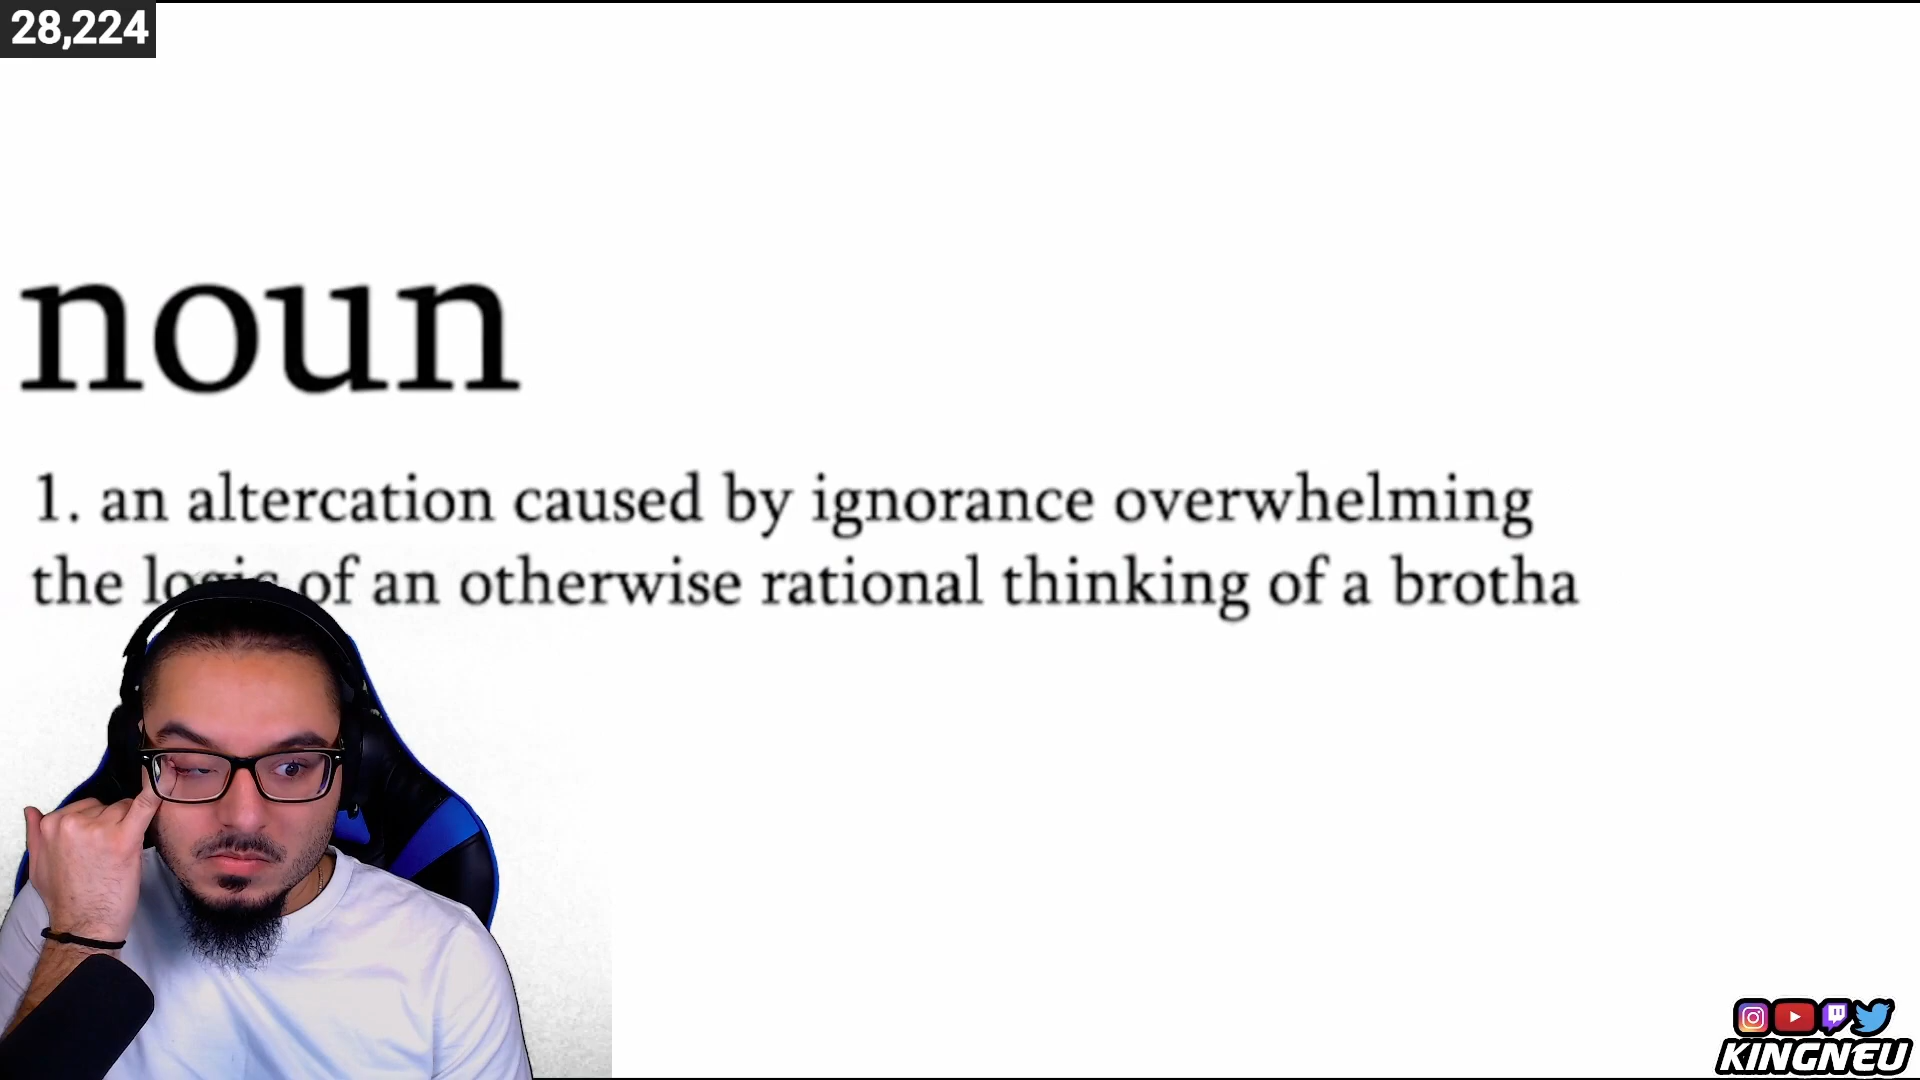 28,224
noun
1. an altercation caused by ignorance overwhelming
the logic of an otherwise rational thinking of a brotha
KINGNEU